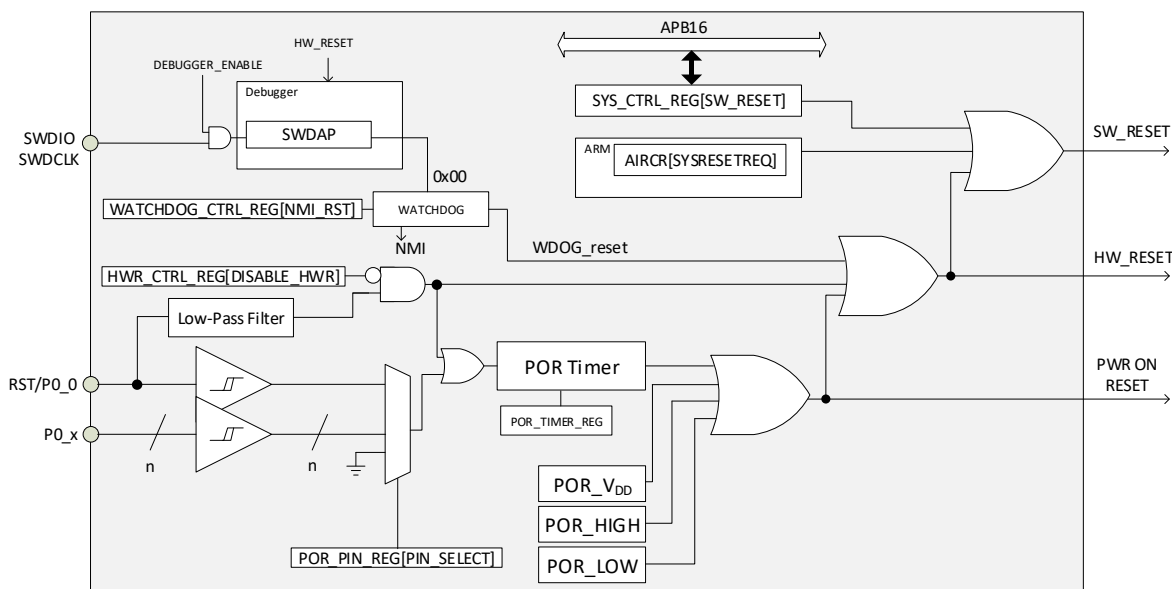 APB16
HW_RESET
DEBUGGER_ENABLE
Debugger
SWDAP
SYS_CTRL_REG[SW_RESET]
SWDIO
SWDCLK
SW_RESET
ARM
AIRCR[SYSRESETREQ]
0x00
WATCHDOG_CTRL_REG[NMI_RST]
WATCHDOG
NMI
WDOG_reset
HW_RESET
HWR_CTRL_REG[DISABLE_HWR]
Low-Pass Filter
RST/P0_0
POR Timer
PWR ON
RESET
POR_TIMER_REG
P0_x
n
n
POR_VDD
POR_HIGH
POR_PIN_REG[PIN_SELECT]
POR_LOW